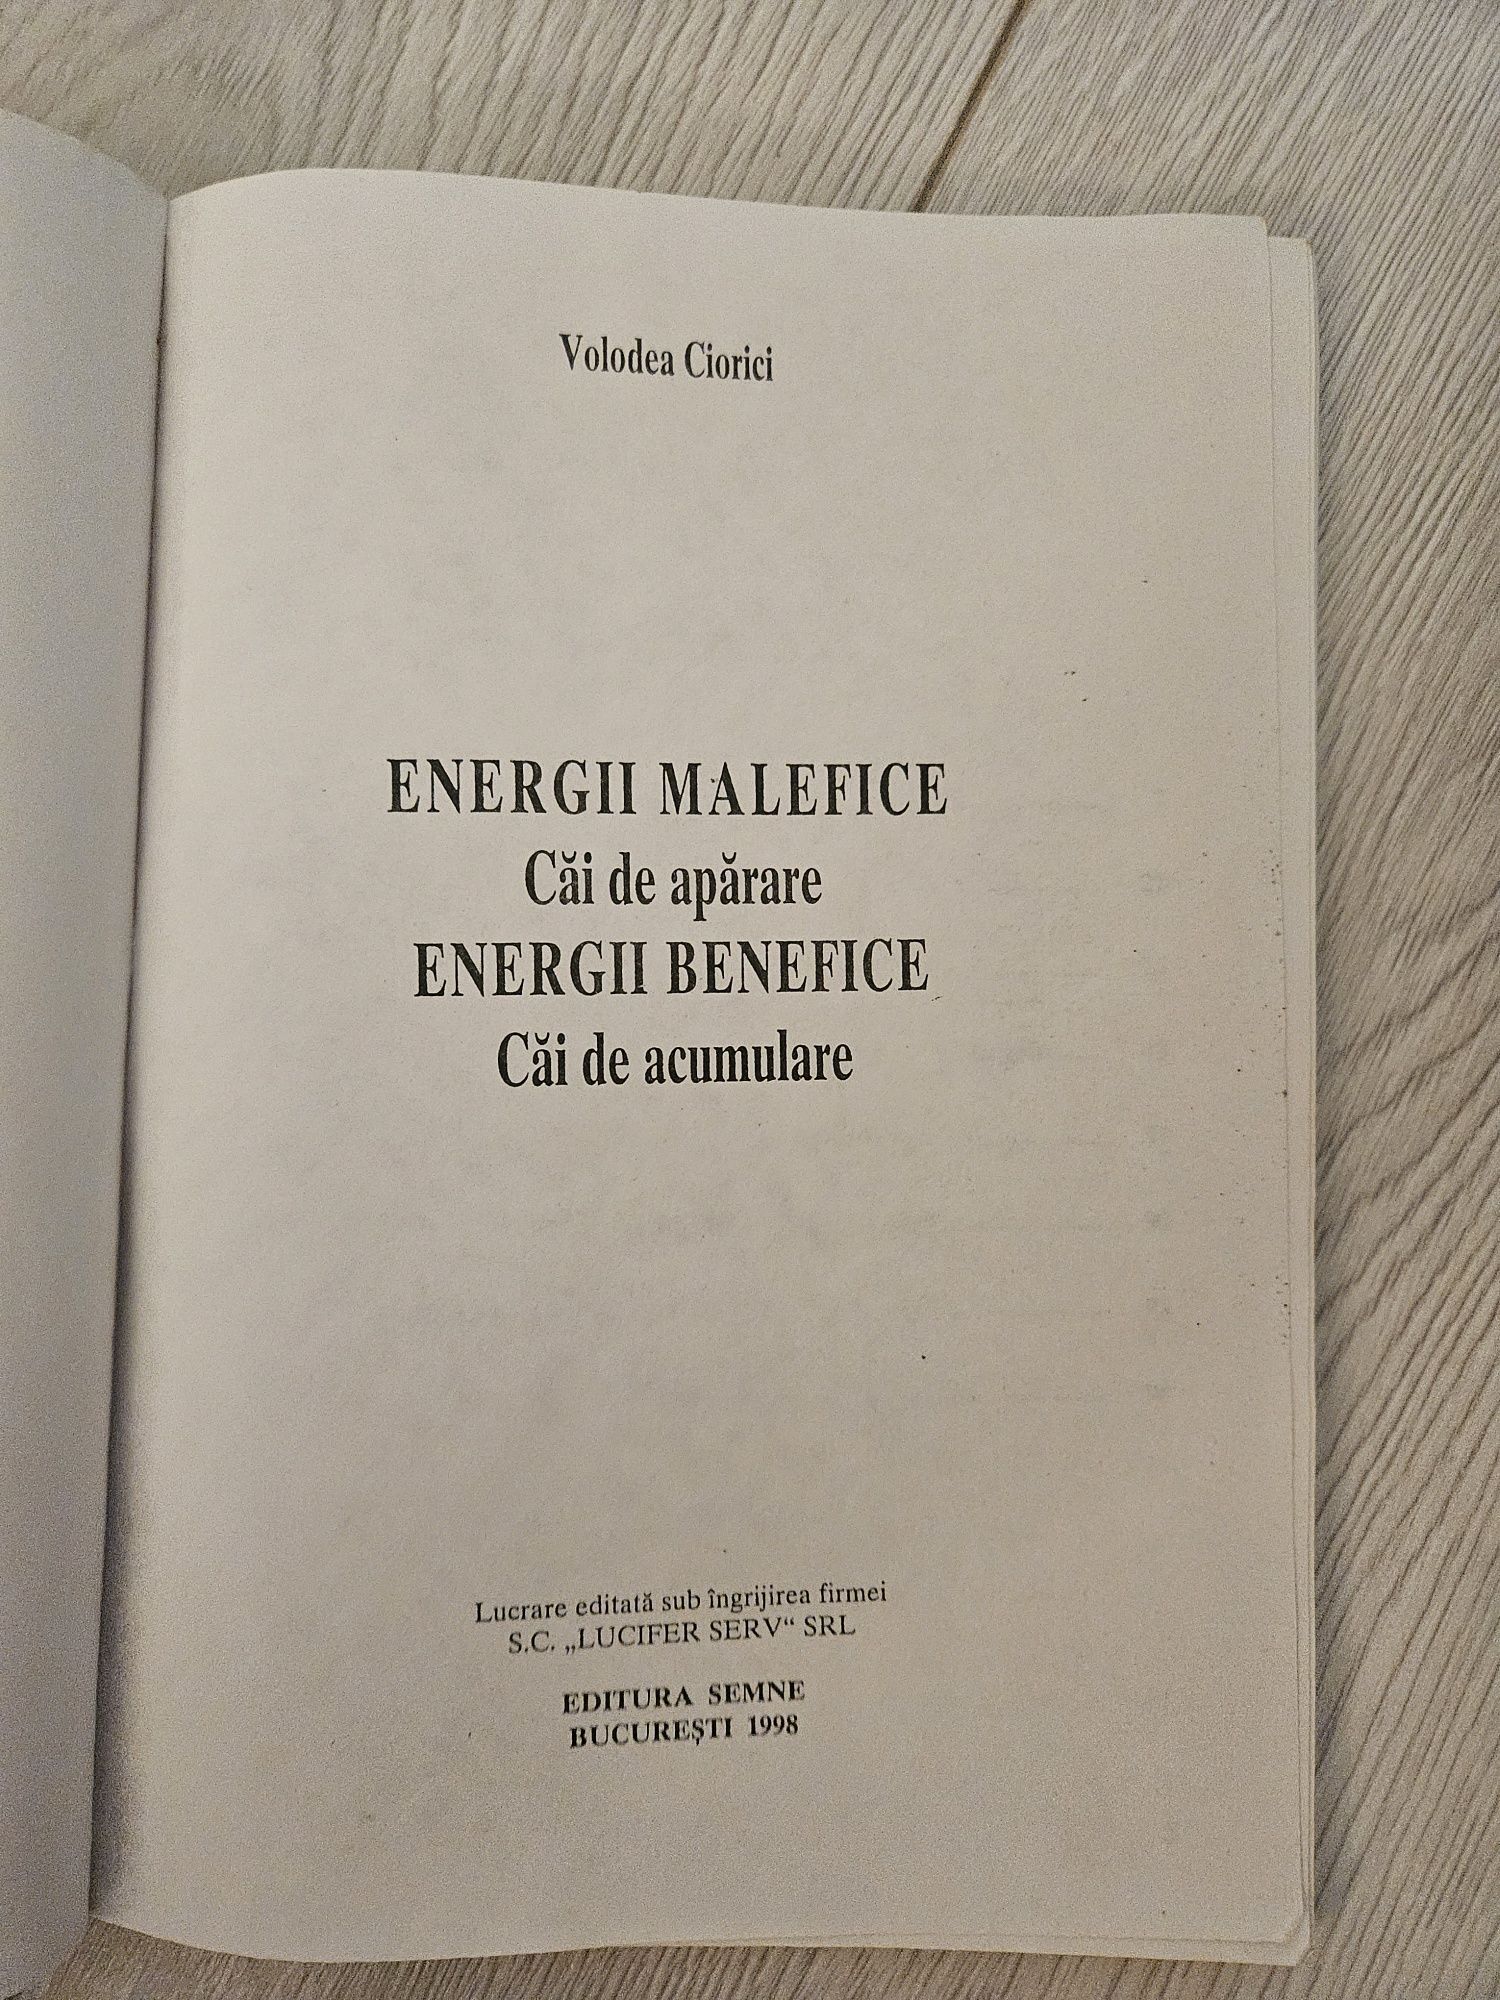 Volodea Ciorici
ENERGII MALEFICE
Căi de apărare
ENERGII BENEFICE
Căi de acumulare
Lucrare editată sub îngrijirea firmei
S.C. „LUCIFER SERV“ SRL
EDITURA SEMNE
BUCUREŞTI 1998